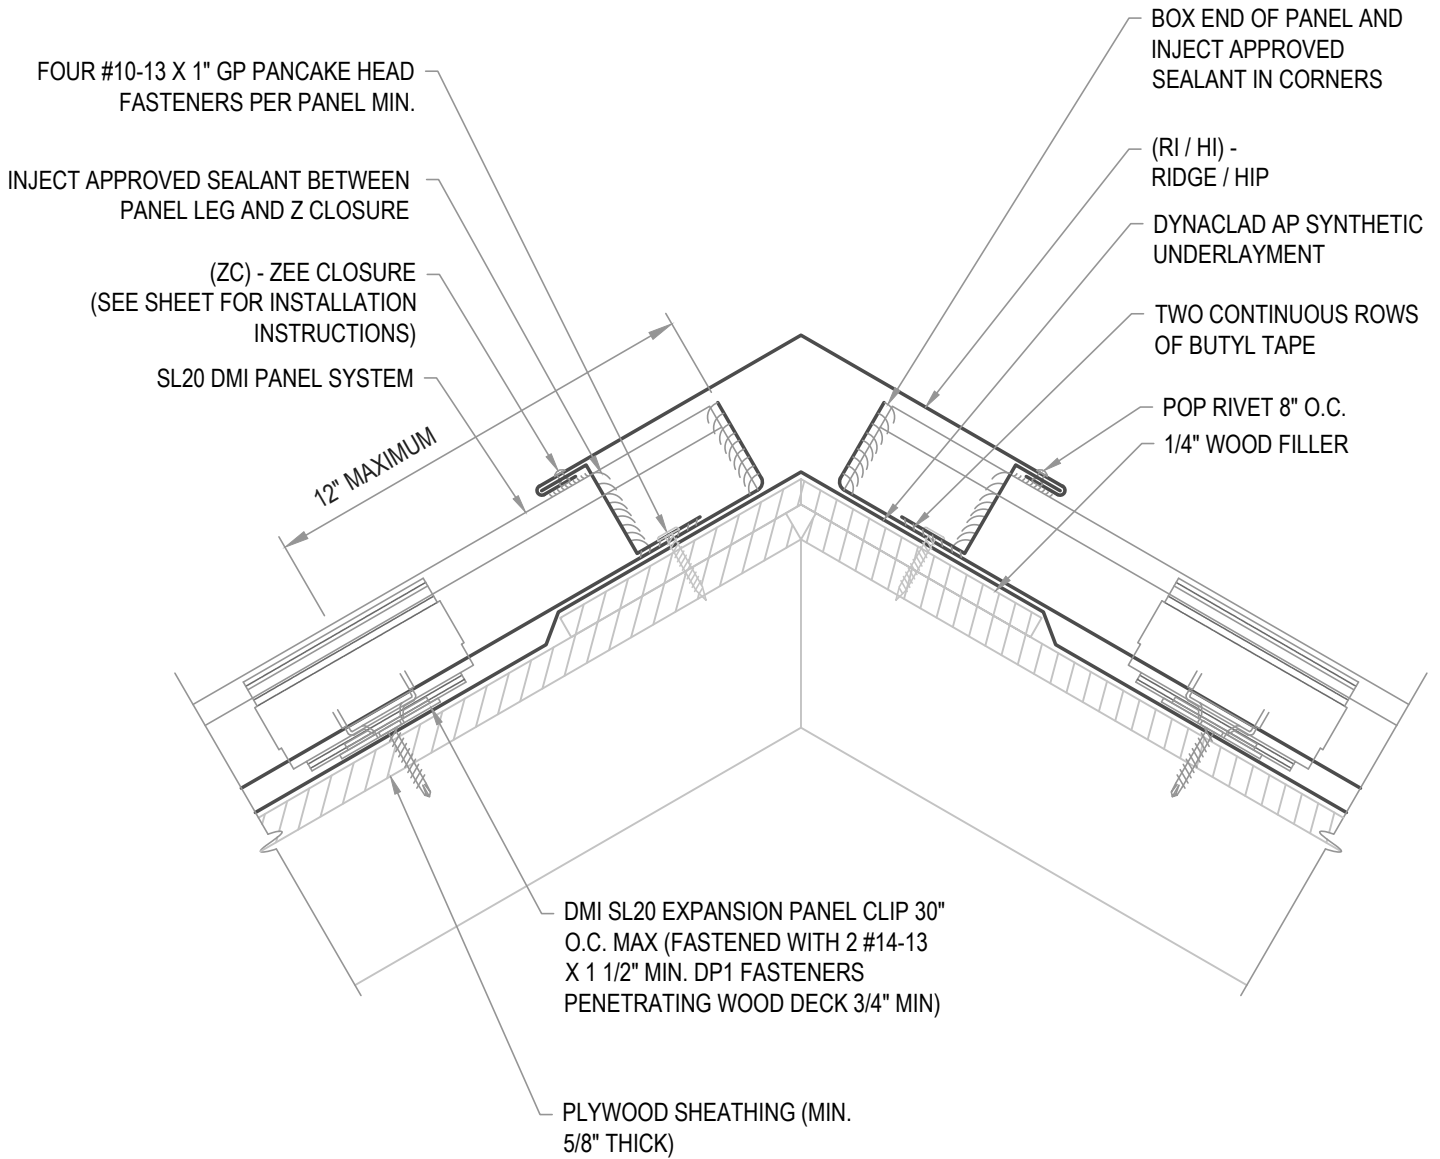 FOUR #10-13 X 1" GP PANCAKE HEAD
FASTENERS PER PANEL MIN.
INJECT APPROVED SEALANT BETWEEN
PANEL LEG AND Z CLOSURE
(ZC) - ZEE CLOSURE
(SEE SHEET FOR INSTALLATION
INSTRUCTIONS)
SL20 DMI PANEL SYSTEM
12" MAXIMUM
BOX END OF PANEL AND
INJECT APPROVED
SEALANT IN CORNERS
(RI / HI) -
RIDGE / HIP
DYNACLAD AP SYNTHETIC
UNDERLAYMENT
TWO CONTINUOUS ROWS
OF BUTYL TAPE
POP RIVET 8" O.C.
1/4" WOOD FILLER
DMI SL20 EXPANSION PANEL CLIP 30"
O.C. MAX (FASTENED WITH 2 #14-13
X 1 1/2" MIN. DP1 FASTENERS
PENETRATING WOOD DECK 3/4" MIN)
PLYWOOD SHEATHING (MIN.
5/8" THICK)